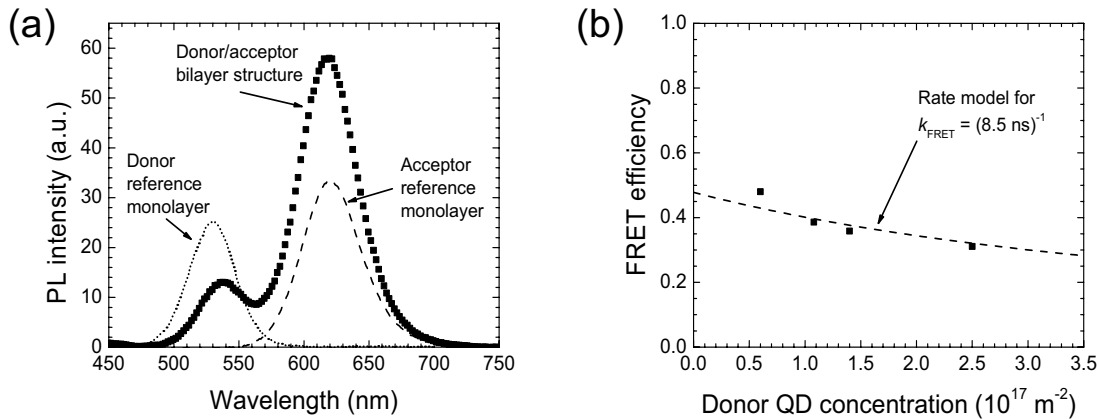 (a)
60
50
40
30
20
10
0
PL intensity (a.u.)
Donor/acceptor
bilayer structure
Donor
reference
monolayer
Acceptor
reference
monolayer
450 500 550 600 650 700 750
Wavelength (nm)
(b)
1.0
0.8
0.6
0.4
0.2
0.0
FRET efficiency
Rate model for
k_FRET = (8.5 ns)⁻¹
0.0 0.5 1.0 1.5 2.0 2.5 3.0 3.5
Donor QD concentration (10¹⁷ m⁻²)